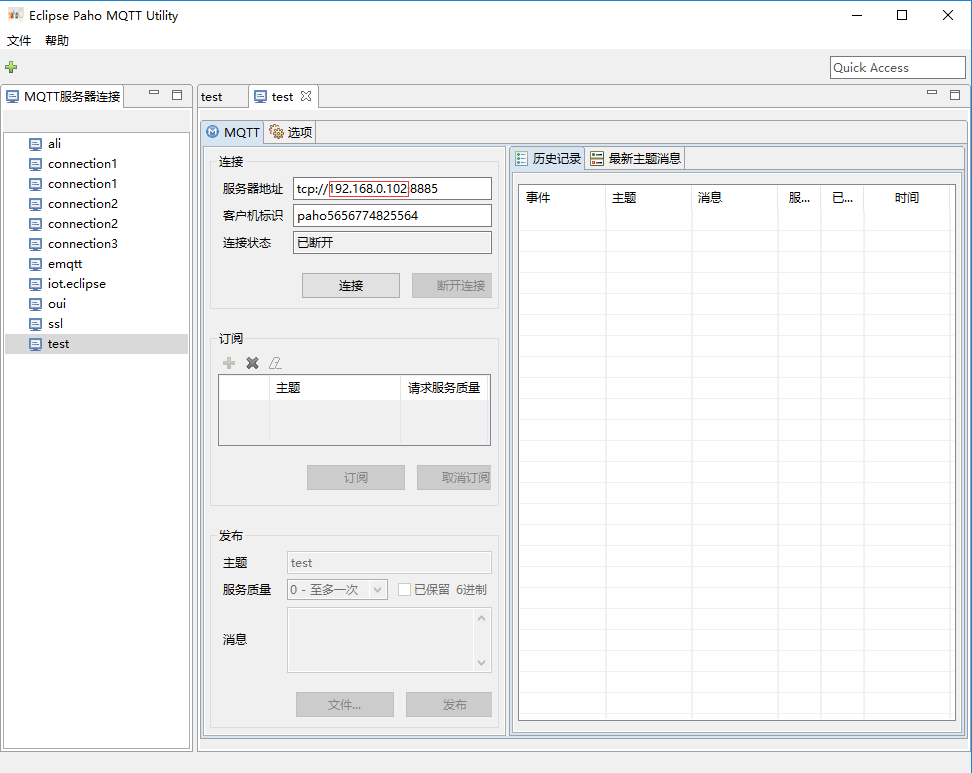 Eclipse Paho MQTT Utility
文件 帮助
Quick Access
MQTT服务器连接
test
test
ali
connection1
connection1
connection2
connection2
connection3
emqtt
iot.eclipse
oui
ssl
test
MQTT 选项
连接
服务器地址 tcp://192.168.0.102:8885
客户机标识 paho5656774825564
连接状态 已断开
连接 断开连接
订阅
主题 请求服务质量
订阅 取消订阅
发布
主题 test
服务质量 0 - 至多一次 已保留 6进制
消息
文件... 发布
历史记录 最新主题消息
事件 主题 消息 服... 已... 时间